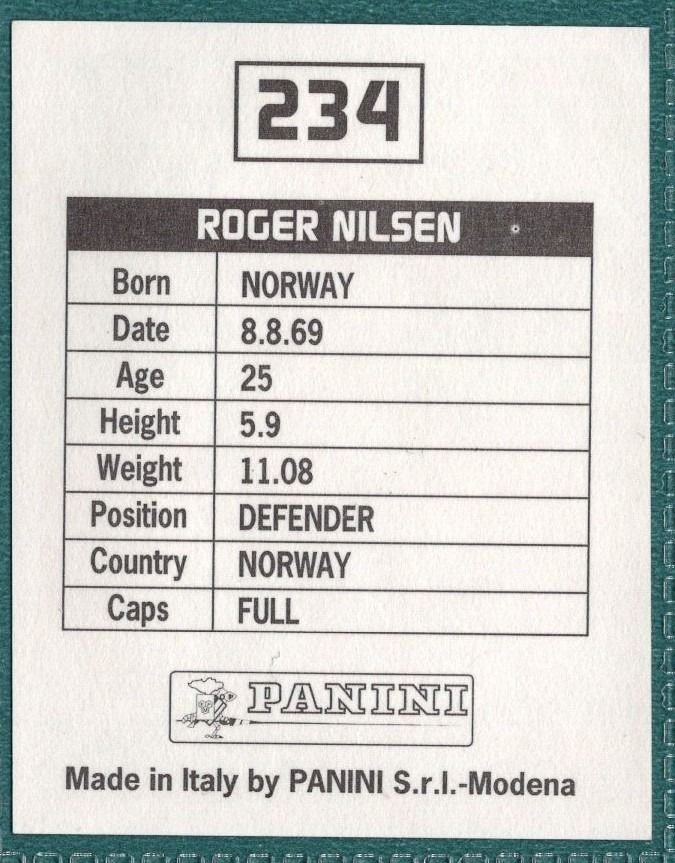 234
ROGER NILSEN
Born NORWAY
Date 8.8.69
Age 25
Height 5.9
Weight 11.08
Position DEFENDER
Country NORWAY
Caps FULL
PANINI
Made in Italy by PANINI S.r.l.-Modena